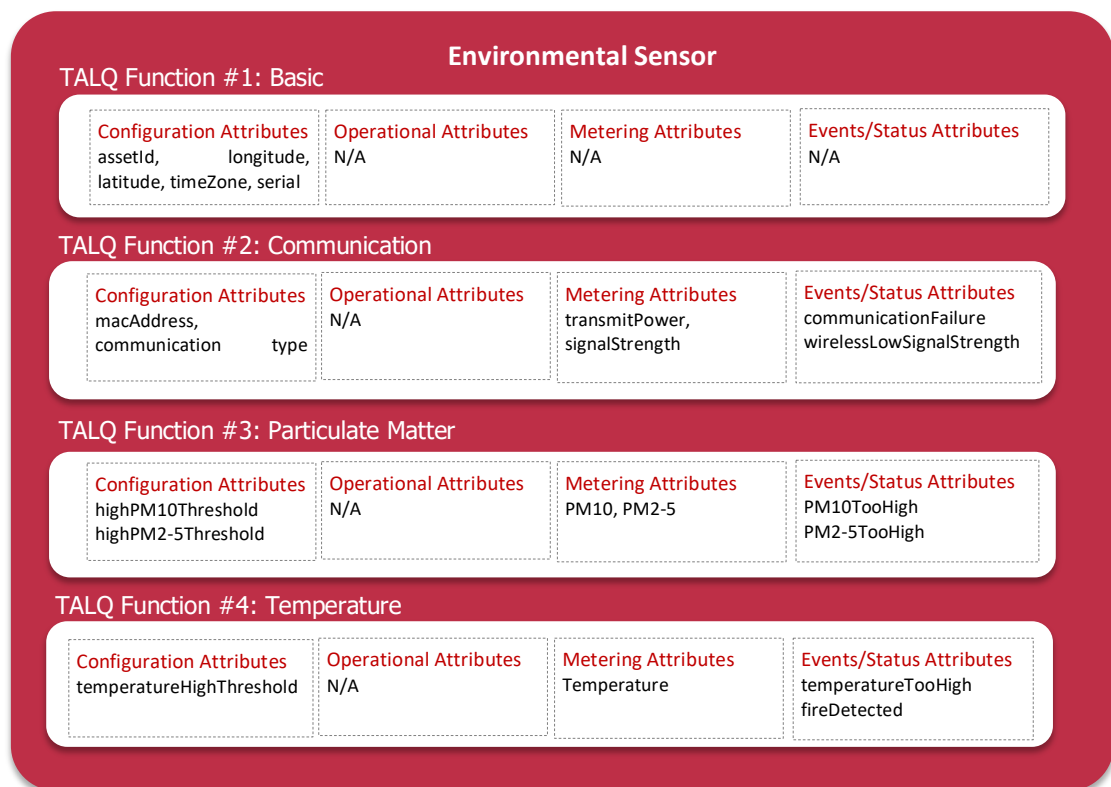 Environmental Sensor
TALQ Function #1: Basic
Configuration Attributes
assetId, longitude,
latitude, timeZone, serial
Operational Attributes
N/A
Metering Attributes
N/A
Events/Status Attributes
N/A
TALQ Function #2: Communication
Configuration Attributes
macAddress,
communication type
Operational Attributes
N/A
Metering Attributes
transmitPower,
signalStrength
Events/Status Attributes
communicationFailure
wirelessLowSignalStrength
TALQ Function #3: Particulate Matter
Configuration Attributes
highPM10Threshold
highPM2-5Threshold
Operational Attributes
N/A
Metering Attributes
PM10, PM2-5
Events/Status Attributes
PM10TooHigh
PM2-5TooHigh
TALQ Function #4: Temperature
Configuration Attributes
temperatureHighThreshold
Operational Attributes
N/A
Metering Attributes
Temperature
Events/Status Attributes
temperatureTooHigh
fireDetected